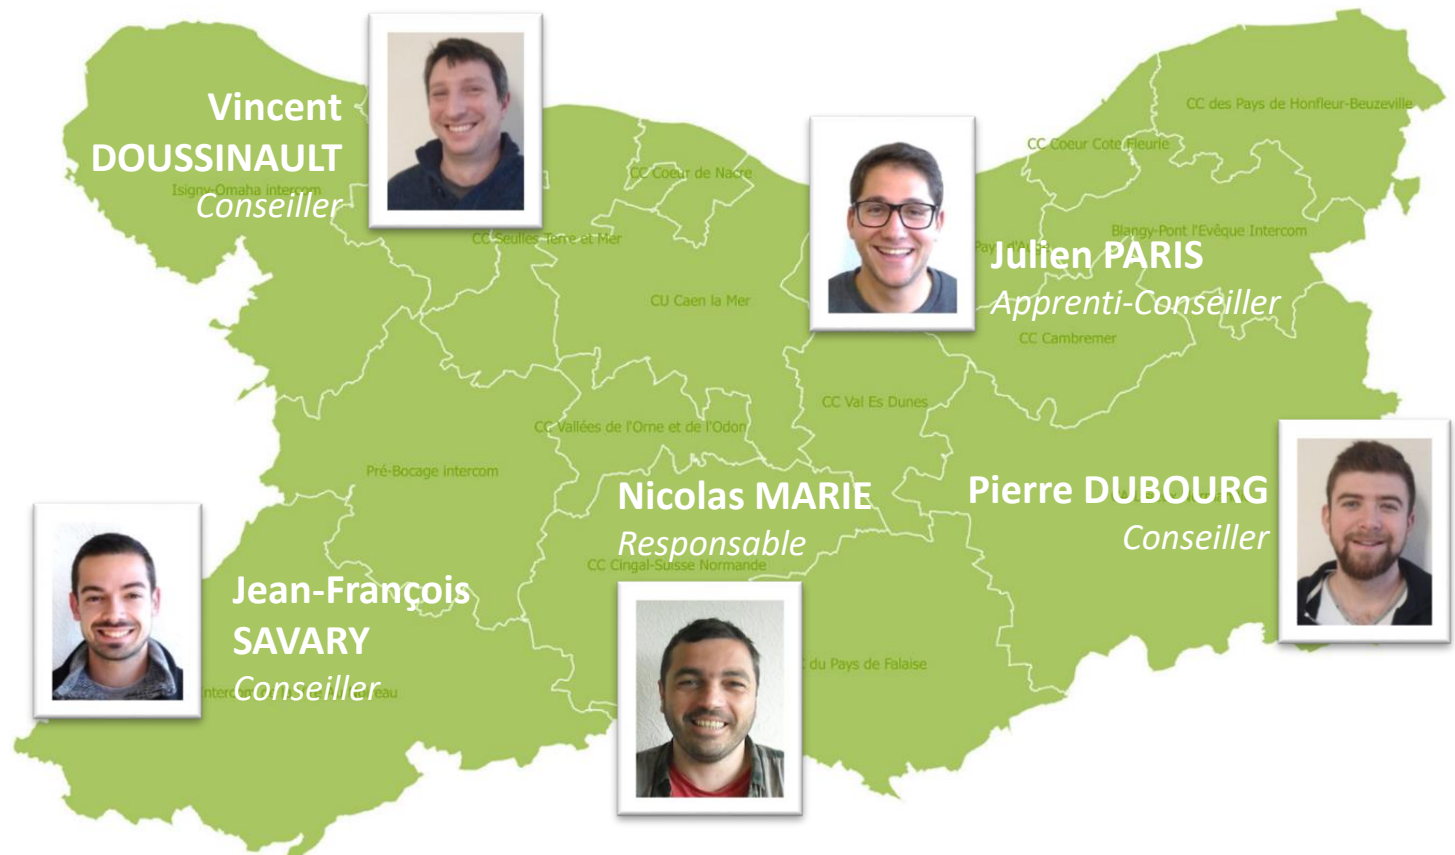 CC des Pays de Honfleur-Beuzeville
Vincent
DOUSSINAULT
Conseiller
Isigny-Omaha intercom
CC Coeur Cote Fleurie
CC Coeur de Nacre
CC Seulles Terre et Mer
Blangy-Pont l'Evêque Intercom
Julien PARIS
Apprenti-Conseiller
CU Caen la Mer
CC Cambremer
CC Val Es Dunes
CC Vallées de l'Orne et de l'Odon
Pré-Bocage intercom
Nicolas MARIE
Responsable
CC Cingal-Suisse Normande
Pierre DUBOURG
Conseiller
Jean-François
SAVARY
Conseiller
du Pays de Falaise